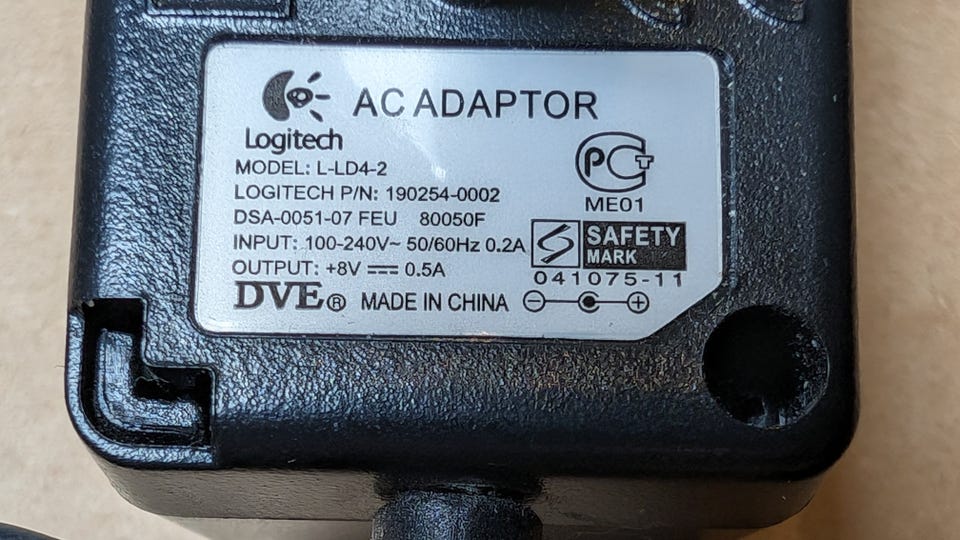 AC ADAPTOR
Logitech
MODEL: L-LD4-2
LOGITECH P/N: 190254-0002
DSA-0051-07 FEU 80050F
INPUT: 100-240V~ 50/60Hz 0.2A
OUTPUT: +8V ⎓ 0.5A
DVE® MADE IN CHINA
PCT
ME01
S SAFETY
MARK
041075-11